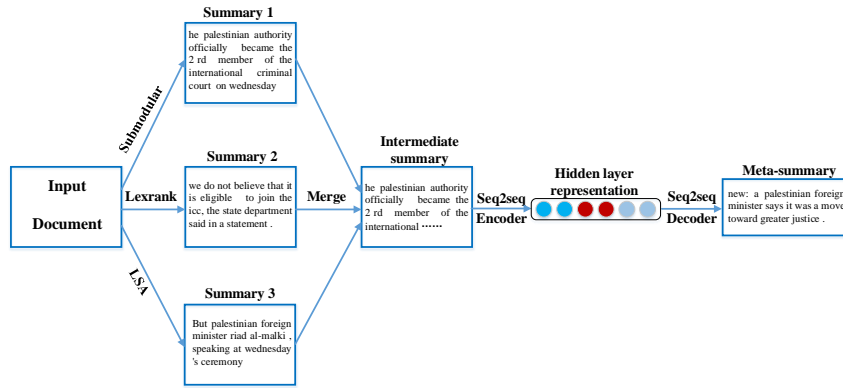 Summary 1
he palestinian authority
officially became the
2 rd member of the
international criminal
court on wednesday
Submodular
Input
Document
Lexrank
Summary 2
we do not believe that it
is eligible to join the
icc, the state department
said in a statement .
Merge
LSA
Summary 3
But palestinian foreign
minister riad al-malki ,
speaking at wednesday
's ceremony
Intermediate
summary
he palestinian authority
officially became the
2 rd member of the
international ······
Seq2seq
Encoder
Hidden layer
representation
Seq2seq
Decoder
Meta-summary
new: a palestinian foreign
minister says it was a move
toward greater justice .